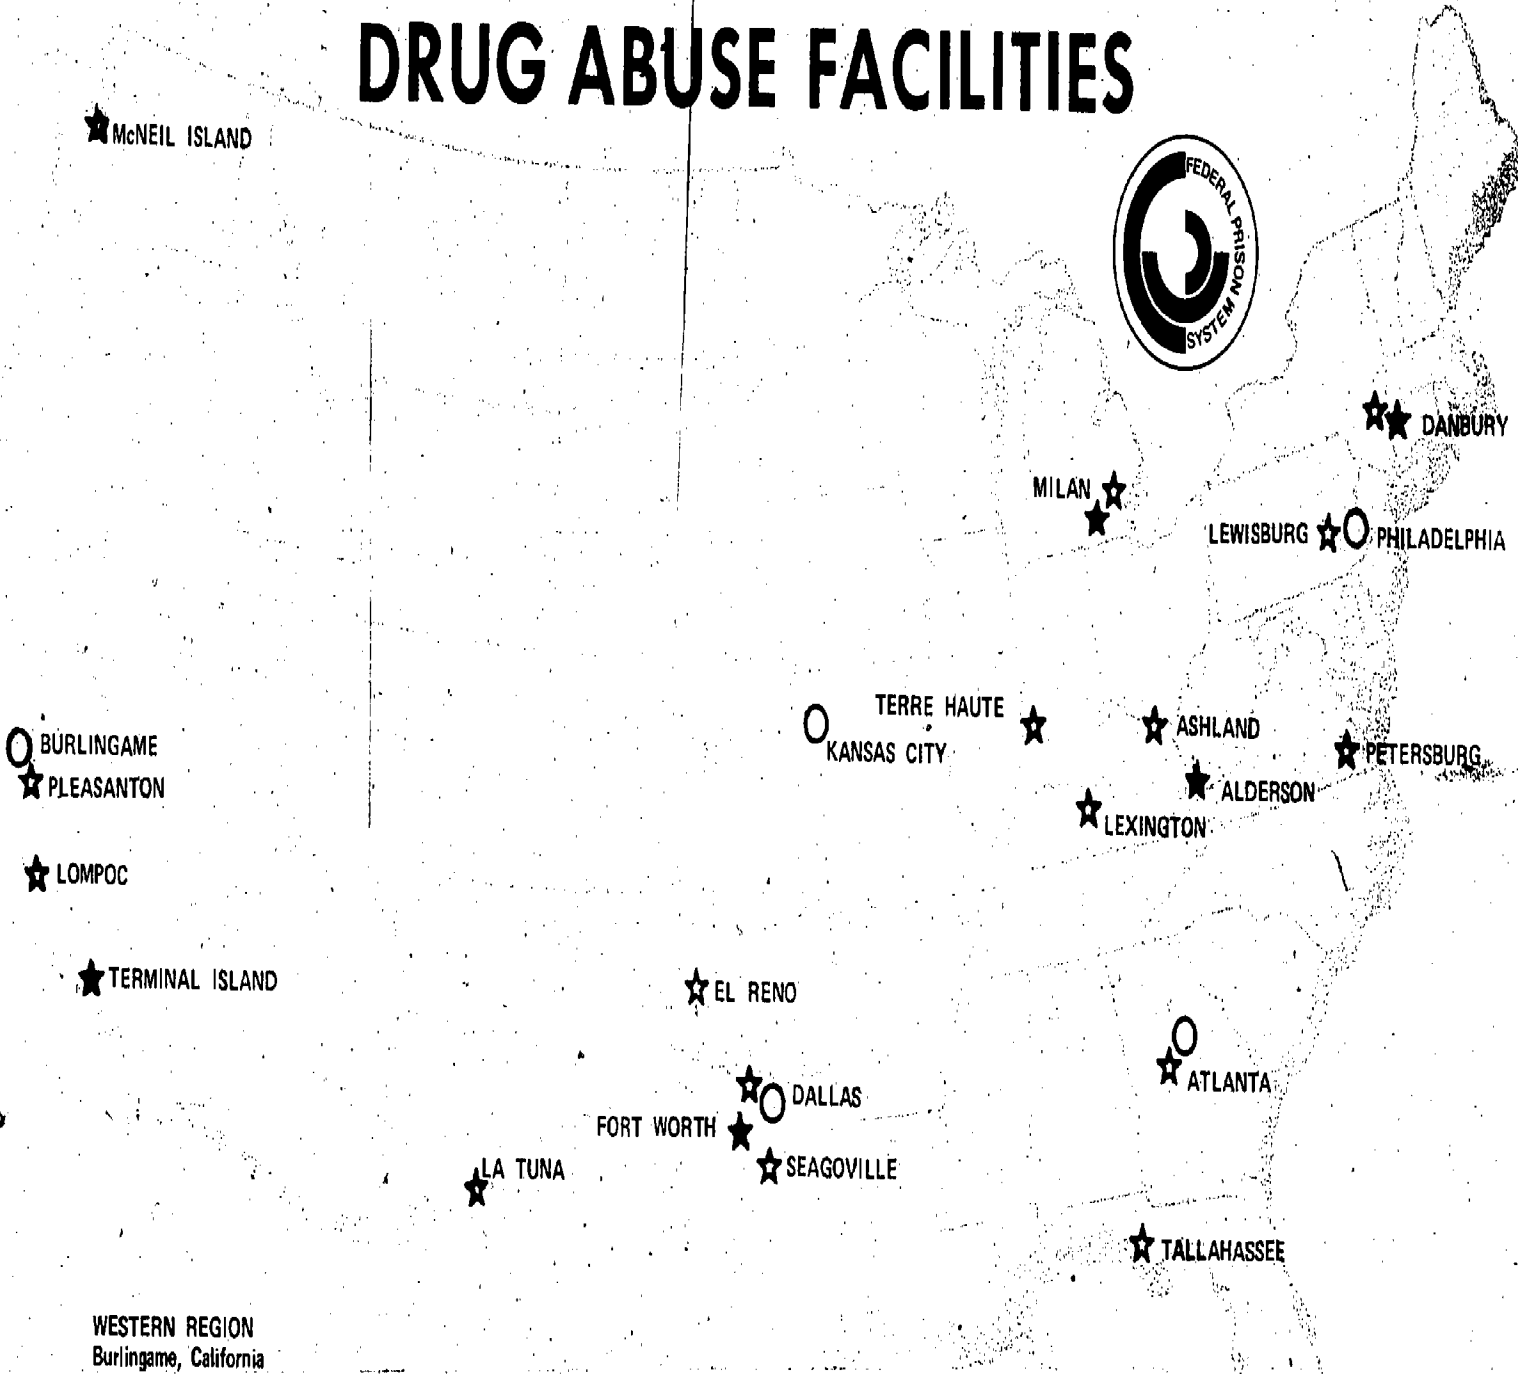 DRUG ABUSE FACILITIES
McNEIL ISLAND
FEDERAL PRISON SYSTEM
DANBURY
MILAN
LEWISBURG
PHILADELPHIA
TERRE HAUTE
ASHLAND
BURLINGAME
KANSAS CITY
PETERSBURG
PLEASANTON
ALDERSON
LEXINGTON
LOMPOC
TERMINAL ISLAND
EL RENO
ATLANTA
DALLAS
FORT WORTH
SEAGOVILLE
LA TUNA
TALLAHASSEE
WESTERN REGION
Burlingame, California